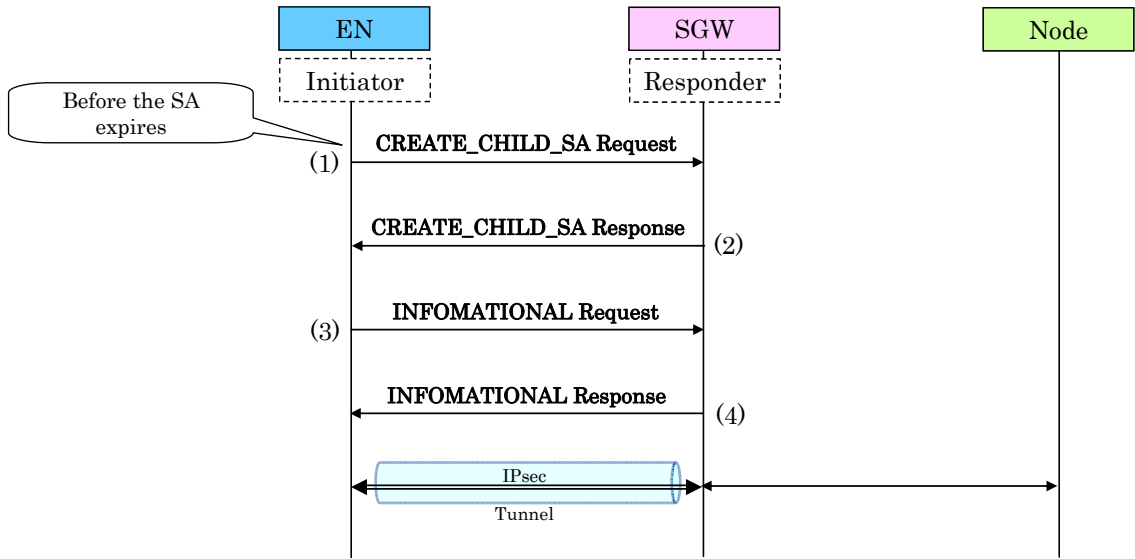 EN
SGW
Node
Initiator
Responder
Before the SA
expires
CREATE_CHILD_SA Request
(1)
CREATE_CHILD_SA Response
(2)
INFOMATIONAL Request
(3)
INFOMATIONAL Response
(4)
IPsec
Tunnel